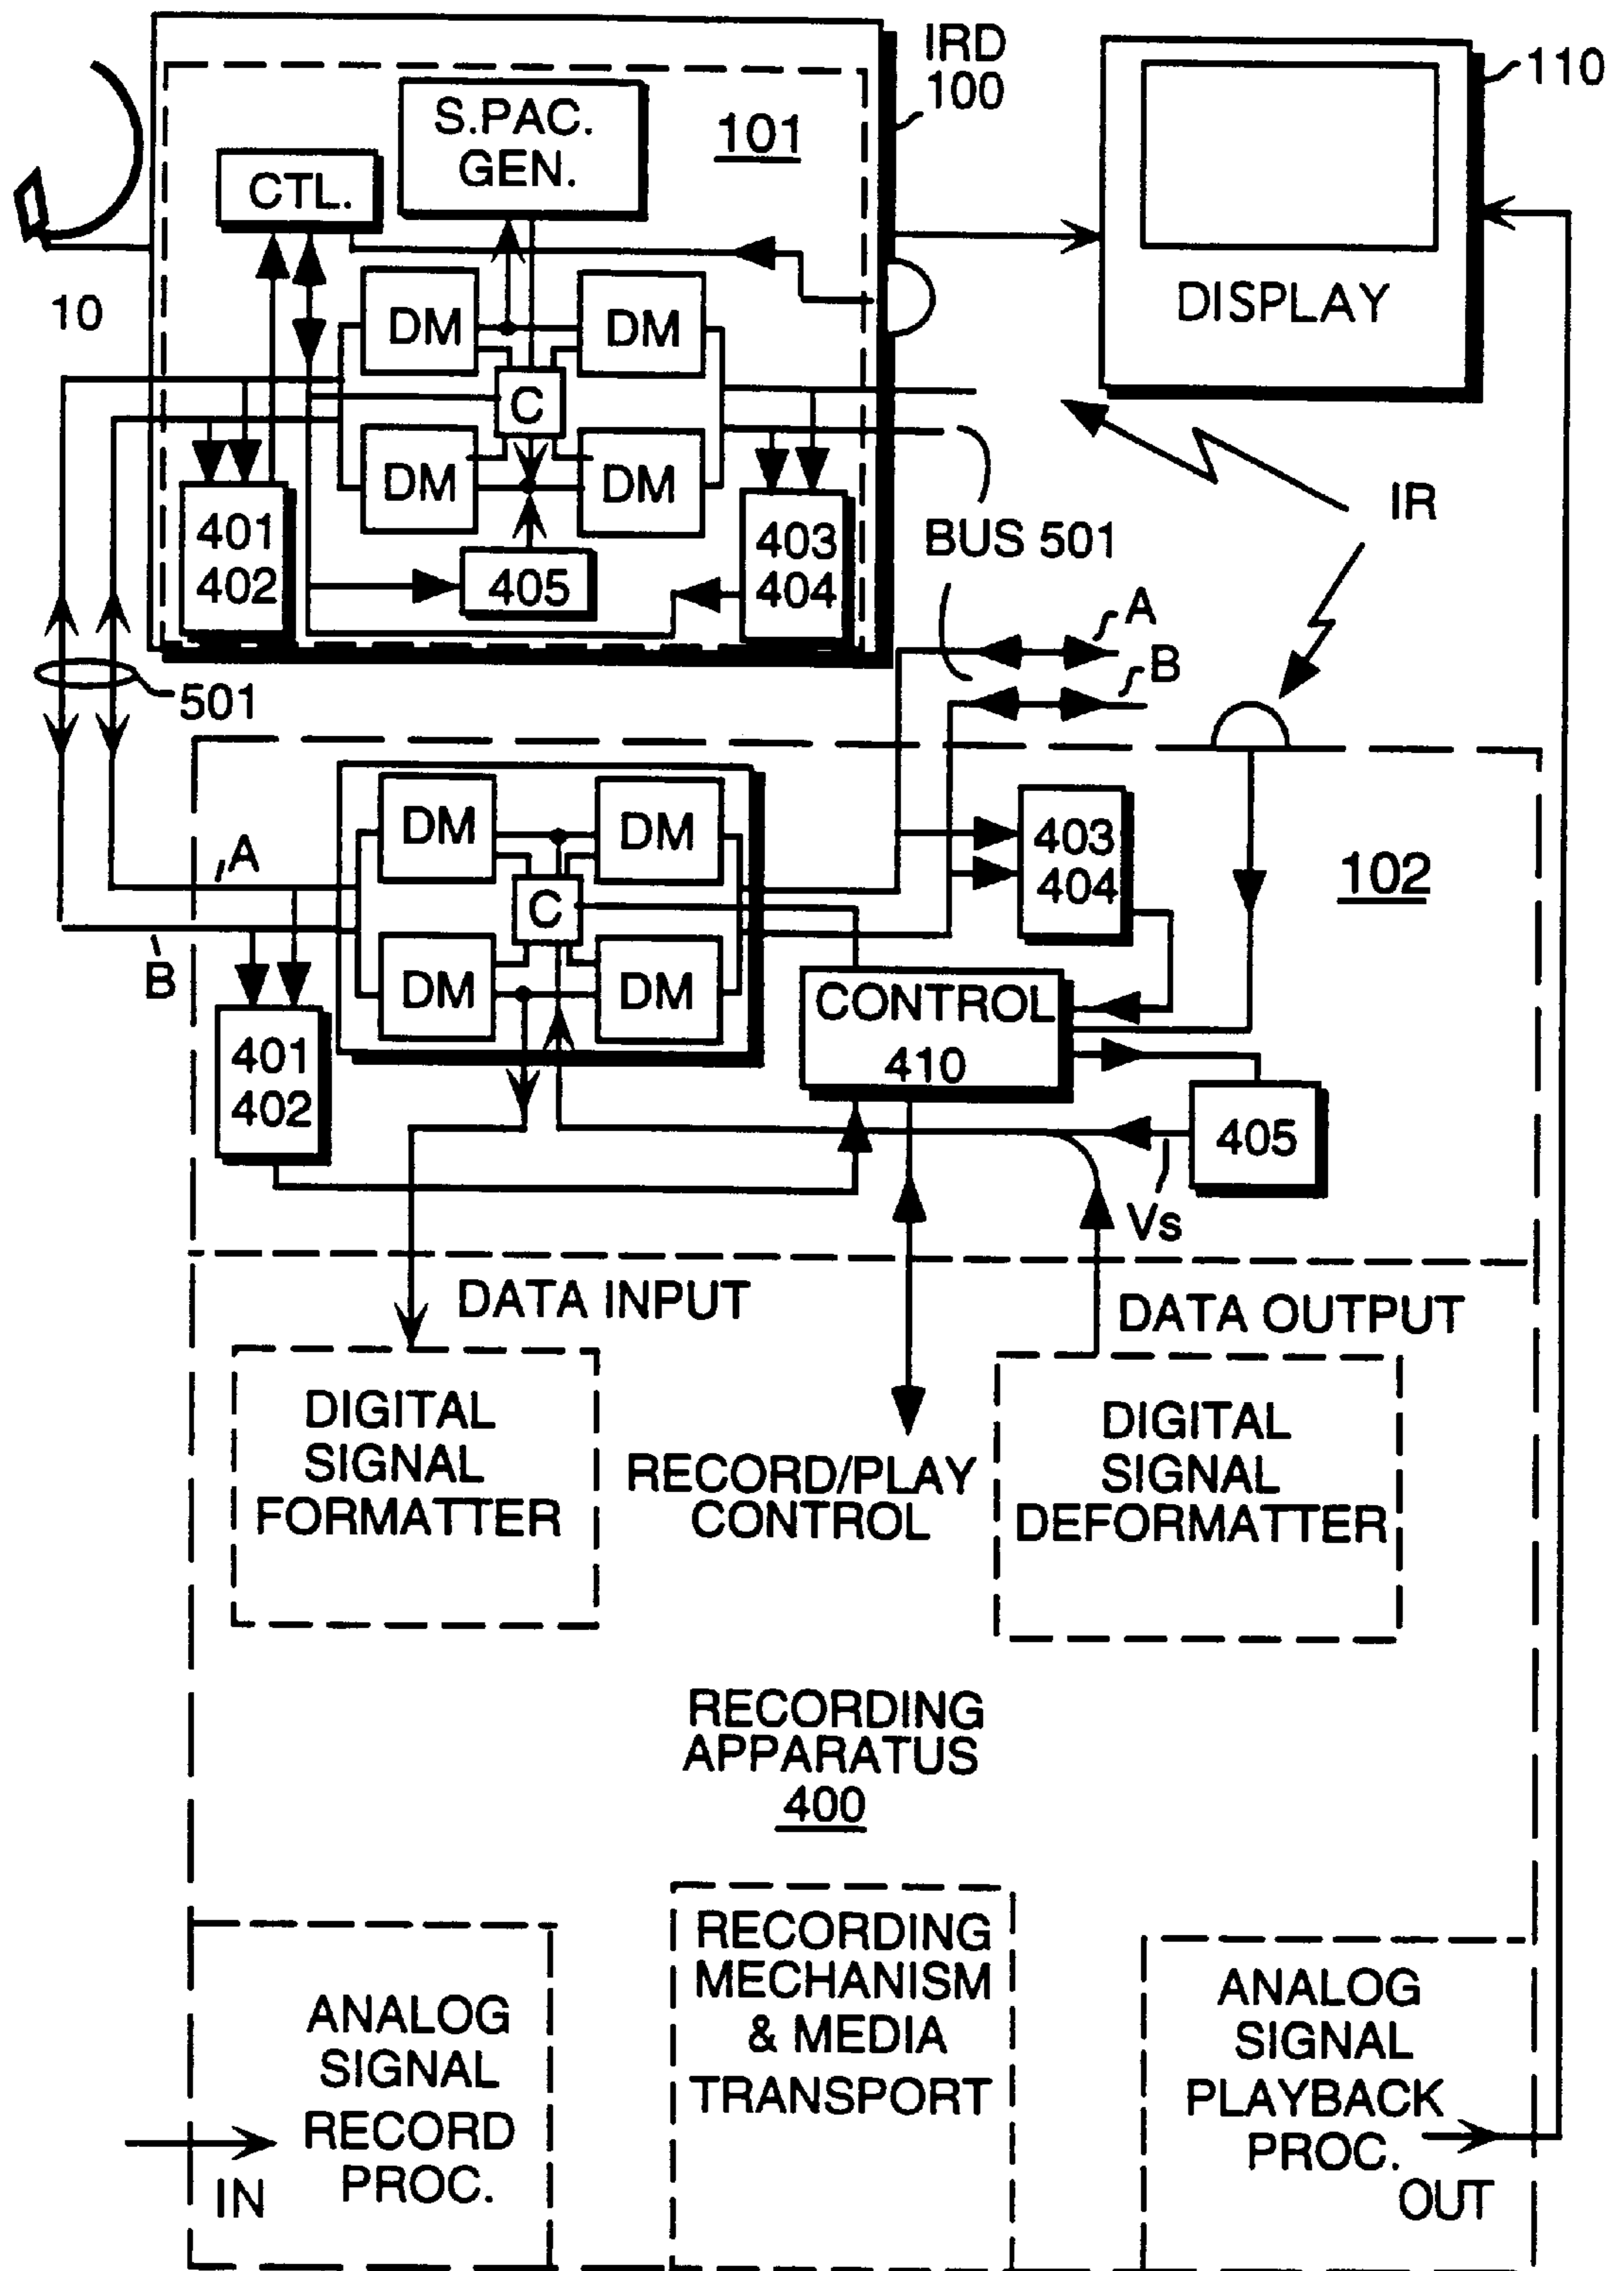 IRD
100
110
S.PAC.
GEN.
101
CTL.
10
DM
DM
DISPLAY
C
DM
DM
IR
401
402
405
403
404
BUS 501
A
B
501
DM
DM
403
404
102
A
C
B
DM
DM
CONTROL
410
401
402
405
Vs
DATA INPUT
DATA OUTPUT
DIGITAL
SIGNAL
FORMATTER
RECORD/PLAY
CONTROL
DIGITAL
SIGNAL
DEFORMATTER
RECORDING
APPARATUS
400
ANALOG
SIGNAL
RECORD
PROC.
IN
RECORDING
MECHANISM
& MEDIA
TRANSPORT
ANALOG
SIGNAL
PLAYBACK
PROC.
OUT